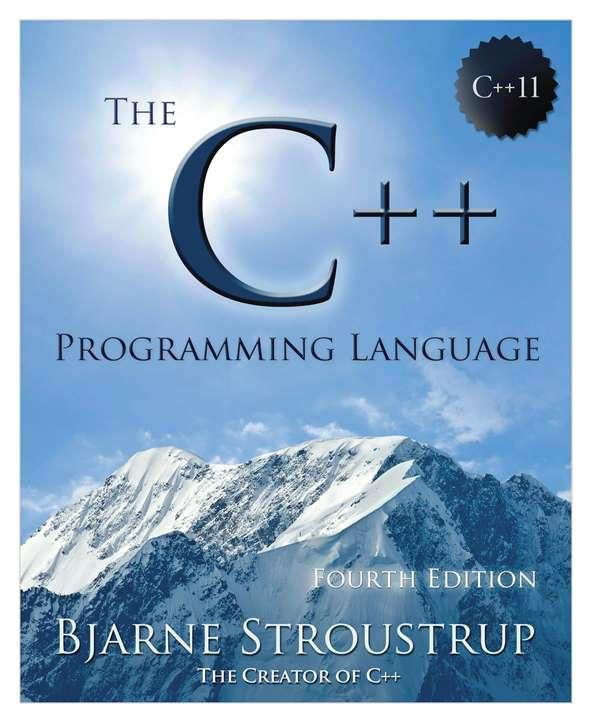 C++11
The
C++
Programming Language
Fourth Edition
Bjarne Stroustrup
The Creator of C++